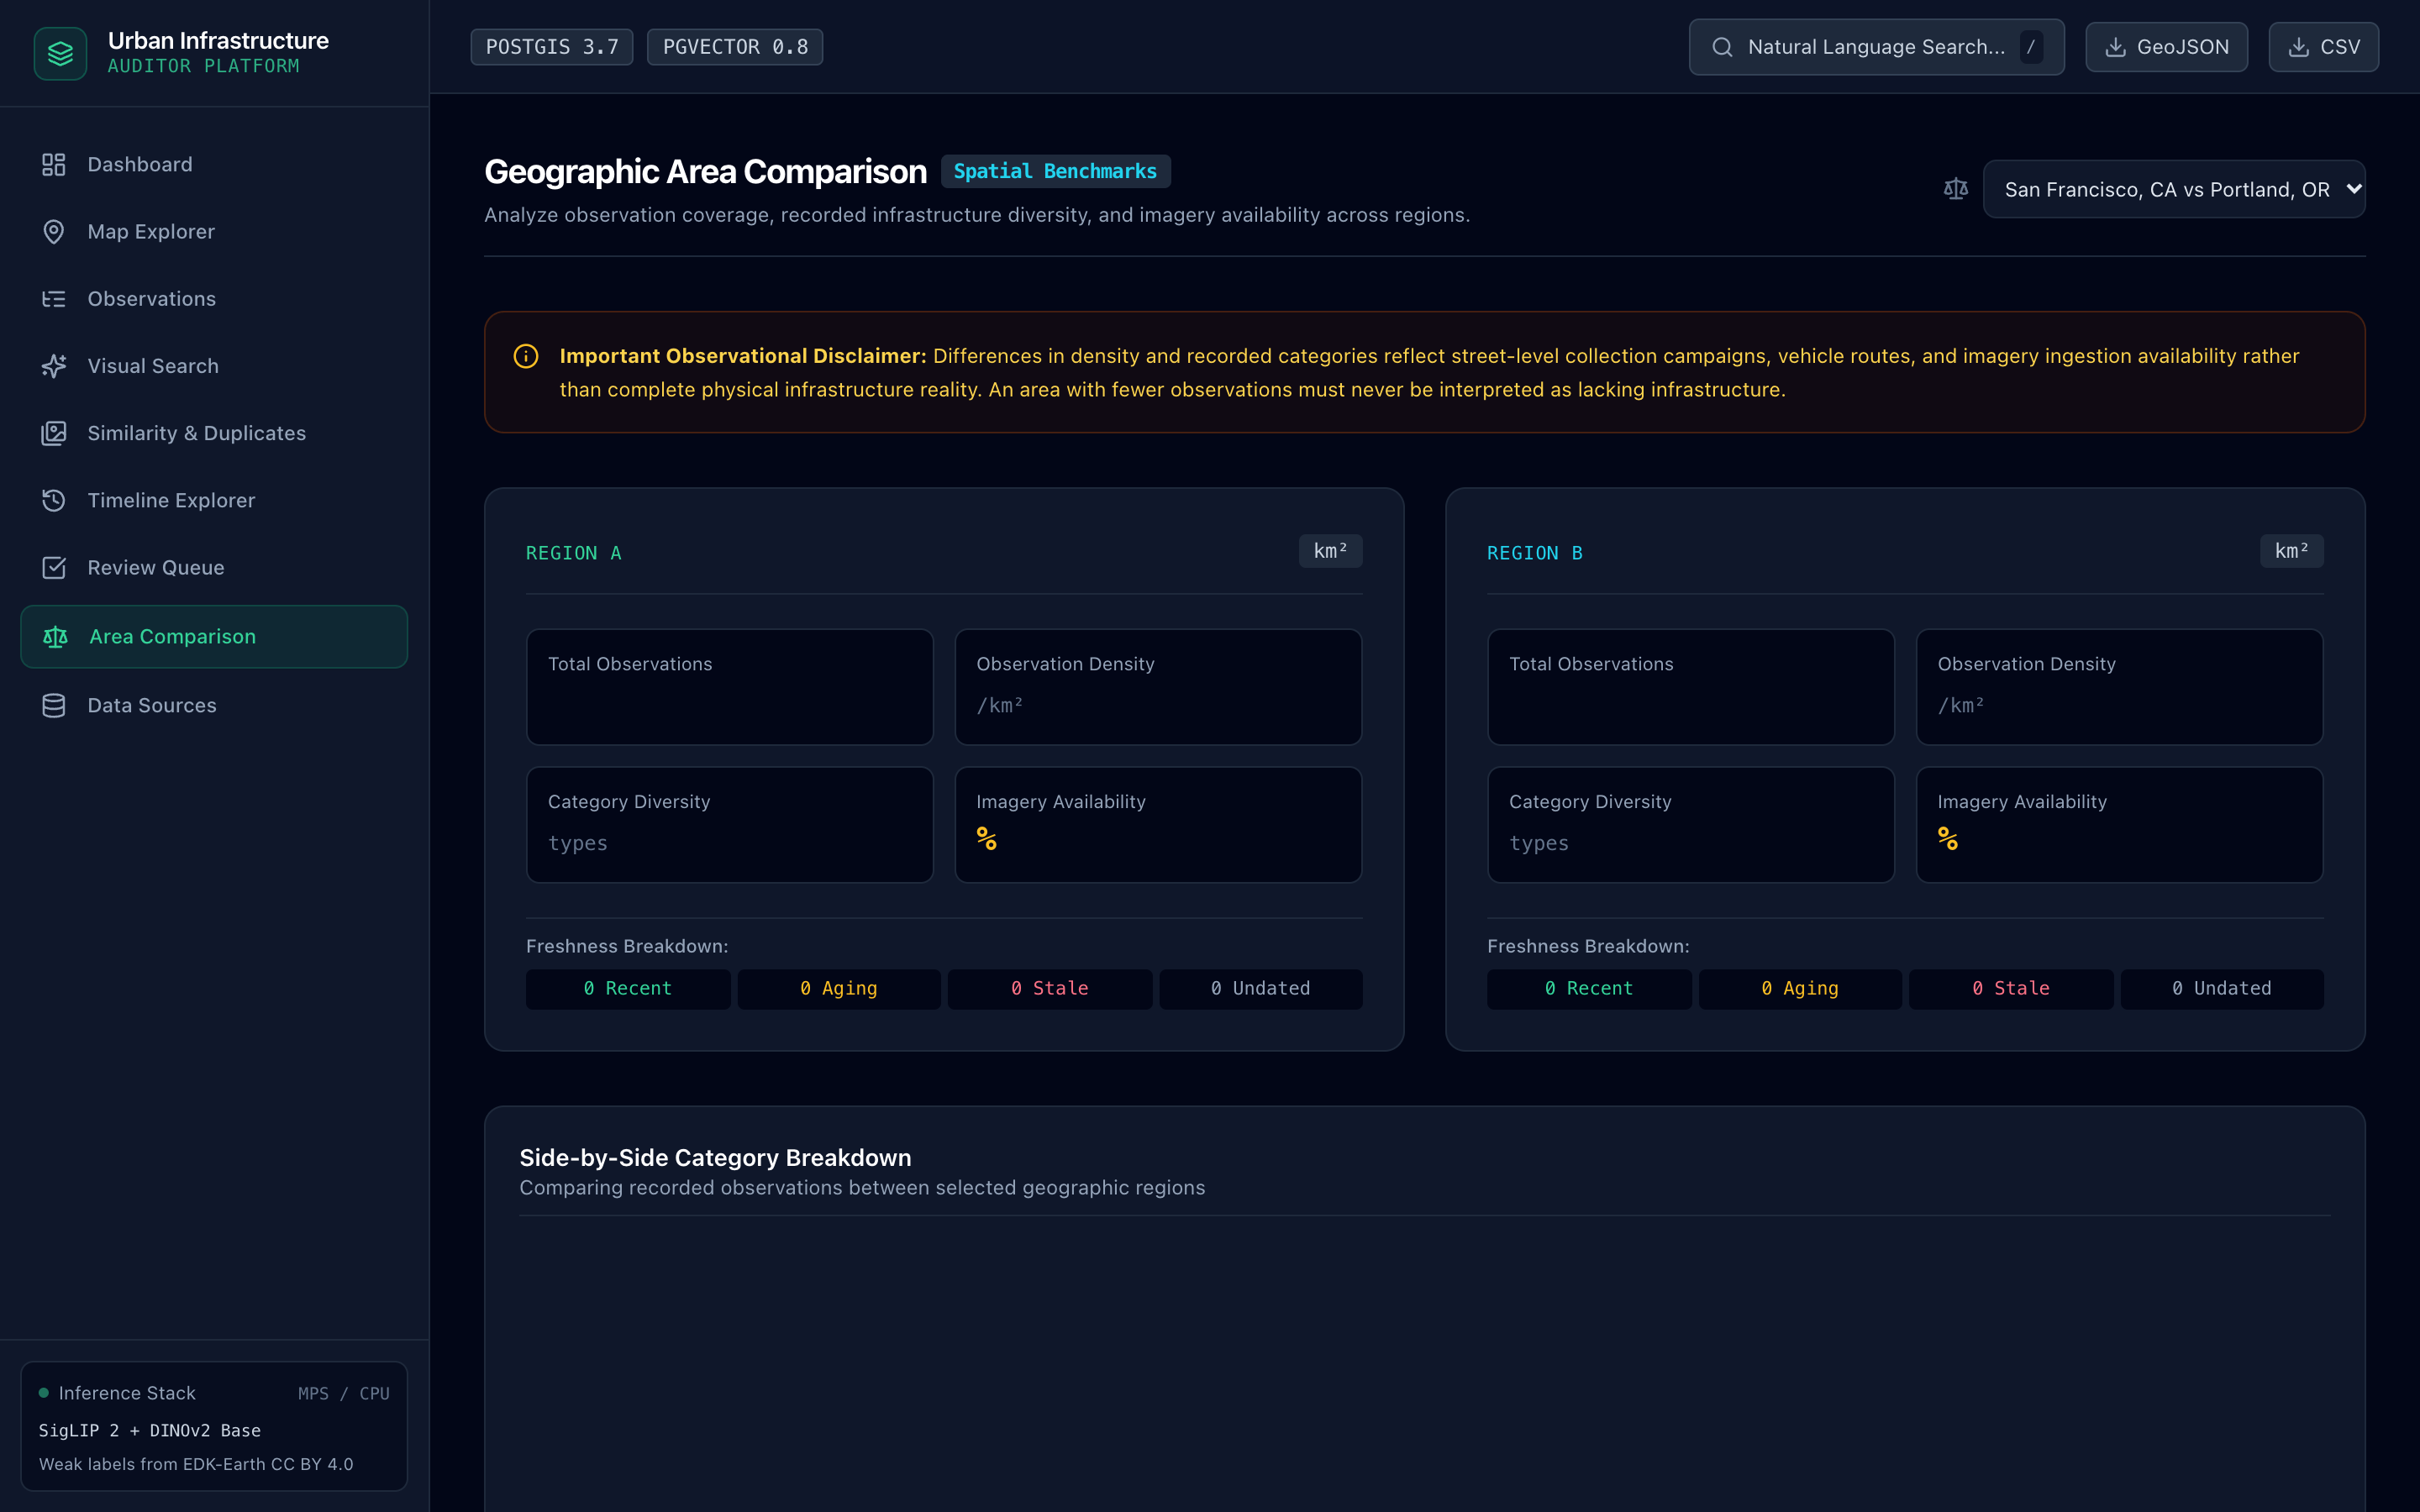 Urban Infrastructure
AUDITOR PLATFORM
POSTGIS 3.7
PGVECTOR 0.8
Natural Language Search... /
GeoJSON
CSV
Dashboard
Map Explorer
Observations
Visual Search
Similarity & Duplicates
Timeline Explorer
Review Queue
Area Comparison
Data Sources
Geographic Area Comparison
Spatial Benchmarks
Analyze observation coverage, recorded infrastructure diversity, and imagery availability across regions.
San Francisco, CA vs Portland, OR
Important Observational Disclaimer: Differences in density and recorded categories reflect street-level collection campaigns, vehicle routes, and imagery ingestion availability rather
than complete physical infrastructure reality. An area with fewer observations must never be interpreted as lacking infrastructure.
REGION A
km²
Total Observations
Observation Density
/km²
Category Diversity
types
Imagery Availability
%
Freshness Breakdown:
0 Recent
0 Aging
0 Stale
0 Undated
REGION B
km²
Total Observations
Observation Density
/km²
Category Diversity
types
Imagery Availability
%
Freshness Breakdown:
0 Recent
0 Aging
0 Stale
0 Undated
Side-by-Side Category Breakdown
Comparing recorded observations between selected geographic regions
Inference Stack
MPS / CPU
SigLIP 2 + DINOv2 Base
Weak labels from EDK-Earth CC BY 4.0